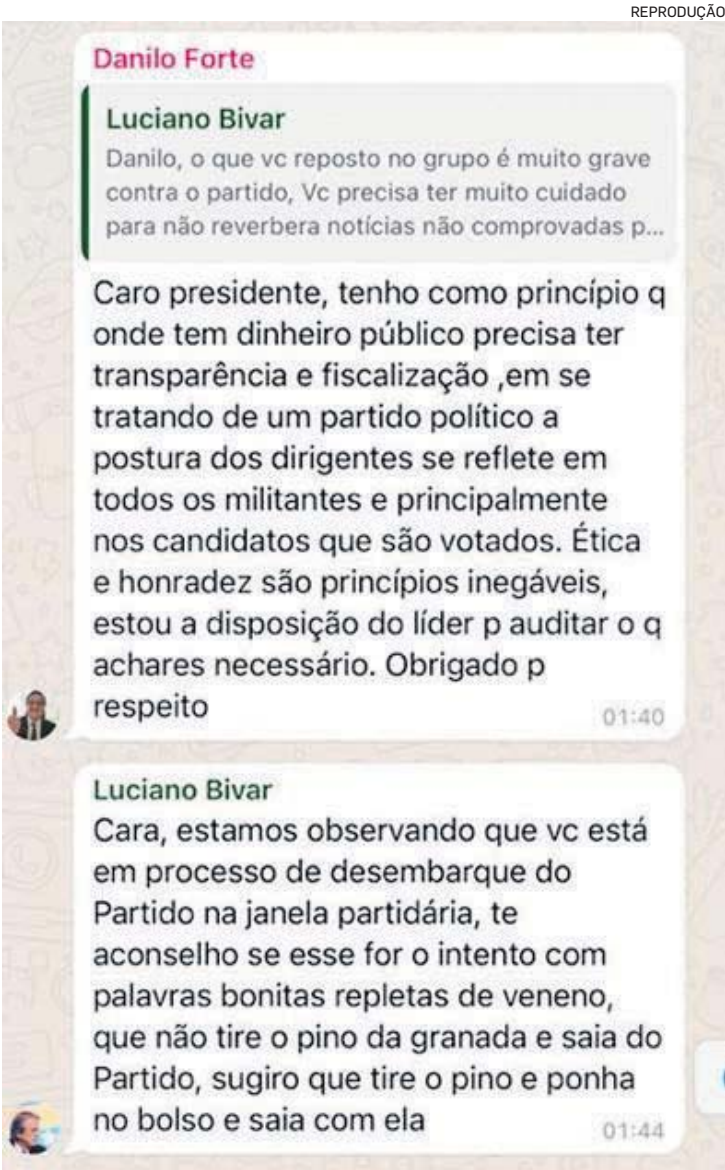 REPRODUÇÃO
Danilo Forte
Luciano Bivar
Danilo, o que vc reposto no grupo é muito grave
contra o partido, Vc precisa ter muito cuidado
para não reverbera notícias não comprovadas p...
Caro presidente, tenho como princípio q
onde tem dinheiro público precisa ter
transparência e fiscalização ,em se
tratando de um partido político a
postura dos dirigentes se reflete em
todos os militantes e principalmente
nos candidatos que são votados. Ética
e honradez são princípios inegáveis,
estou a disposição do líder p auditar o q
achares necessário. Obrigado p
respeito
01:40
Luciano Bivar
Cara, estamos observando que vc está
em processo de desembarque do
Partido na janela partidária, te
aconselho se esse for o intento com
palavras bonitas repletas de veneno,
que não tire o pino da granada e saia do
Partido, sugiro que tire o pino e ponha
no bolso e saia com ela
01:44